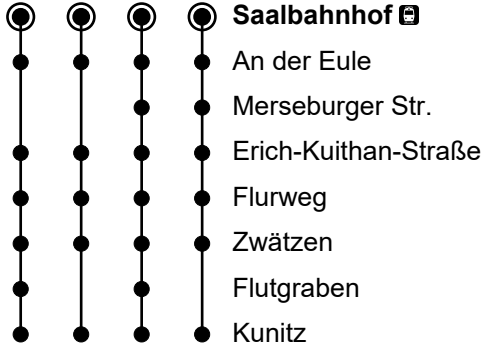 Saalbahnhof
An der Eule
Merseburger Str.
Erich-Kuithan-Straße
Flurweg
Zwätzen
Flutgraben
Kunitz